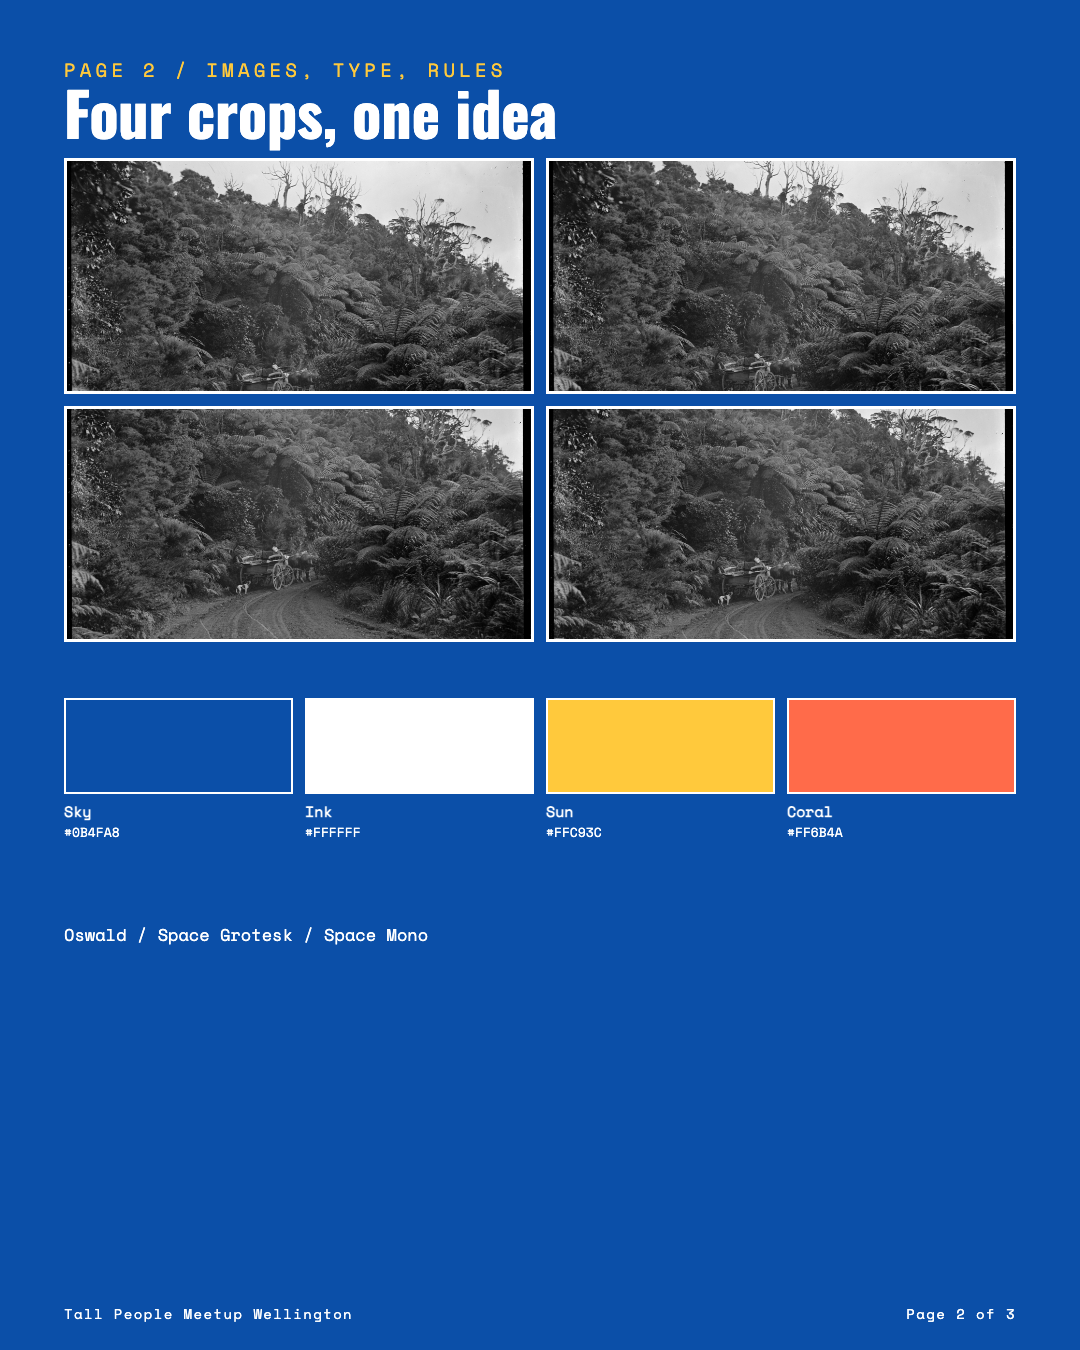 PAGE 2 / IMAGES, TYPE, RULES
Four crops, one idea
Sky
#0B4FA8
Ink
#FFFFFF
Sun
#FFC93C
Coral
#FF6B4A
Oswald / Space Grotesk / Space Mono
Tall People Meetup Wellington
Page 2 of 3